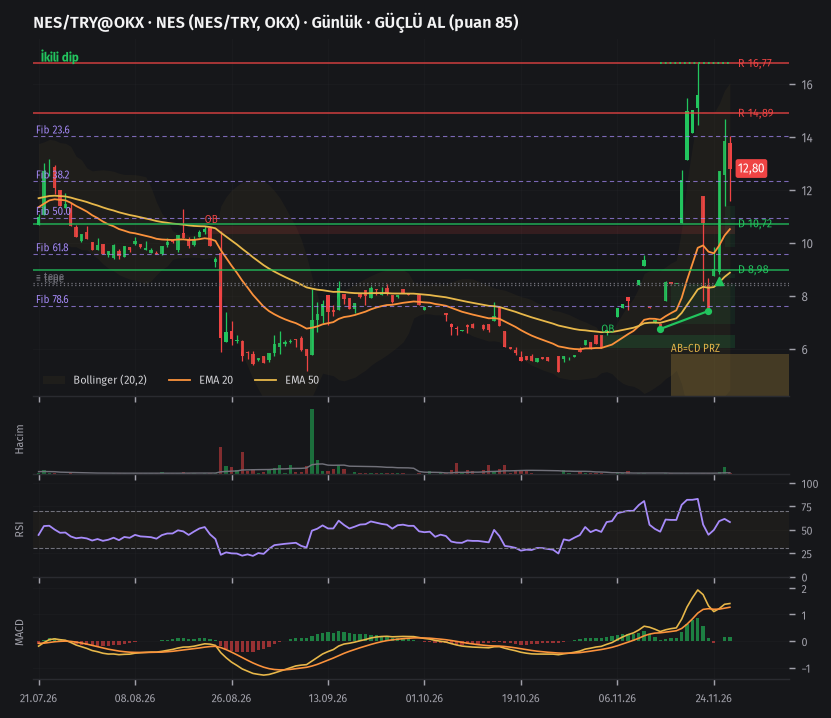 NES/TRY@OKX · NES (NES/TRY, OKX) · Günlük · GÜÇLÜ AL (puan 85)
İkili dip
R 16,77
16
R 14,89
Fib 23.6
14
12,80
Fib 38.2
12
Fib 50.0
OB
D 10,72
10
Fib 61.8
D 8,98
= tepe
8
Fib 78.6
OB
6
AB=CD PRZ
Bollinger (20,2)
EMA 20
EMA 50
Hacim
100
75
RSI
50
25
0
2
1
MACD
0
−1
21.07.26
08.08.26
26.08.26
13.09.26
01.10.26
19.10.26
06.11.26
24.11.26